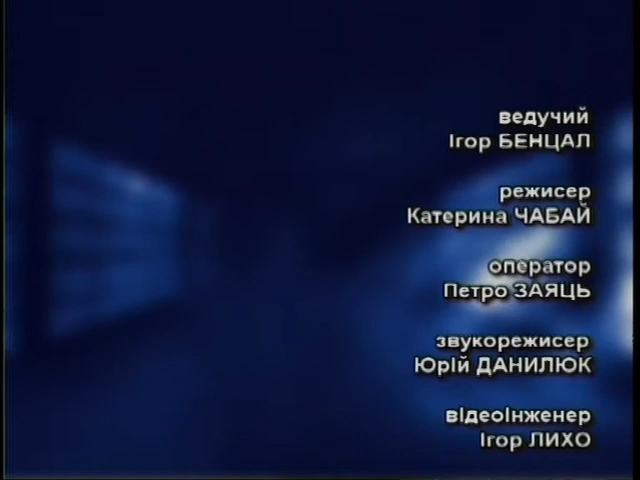 ведучий
Ігор БЕНЦАЛ
режисер
Катерина ЧАБАЙ
оператор
Петро ЗАЯЦЬ
звукорежисер
Юрій ДАНИЛЮК
відеоінженер
Ігор ЛИХО